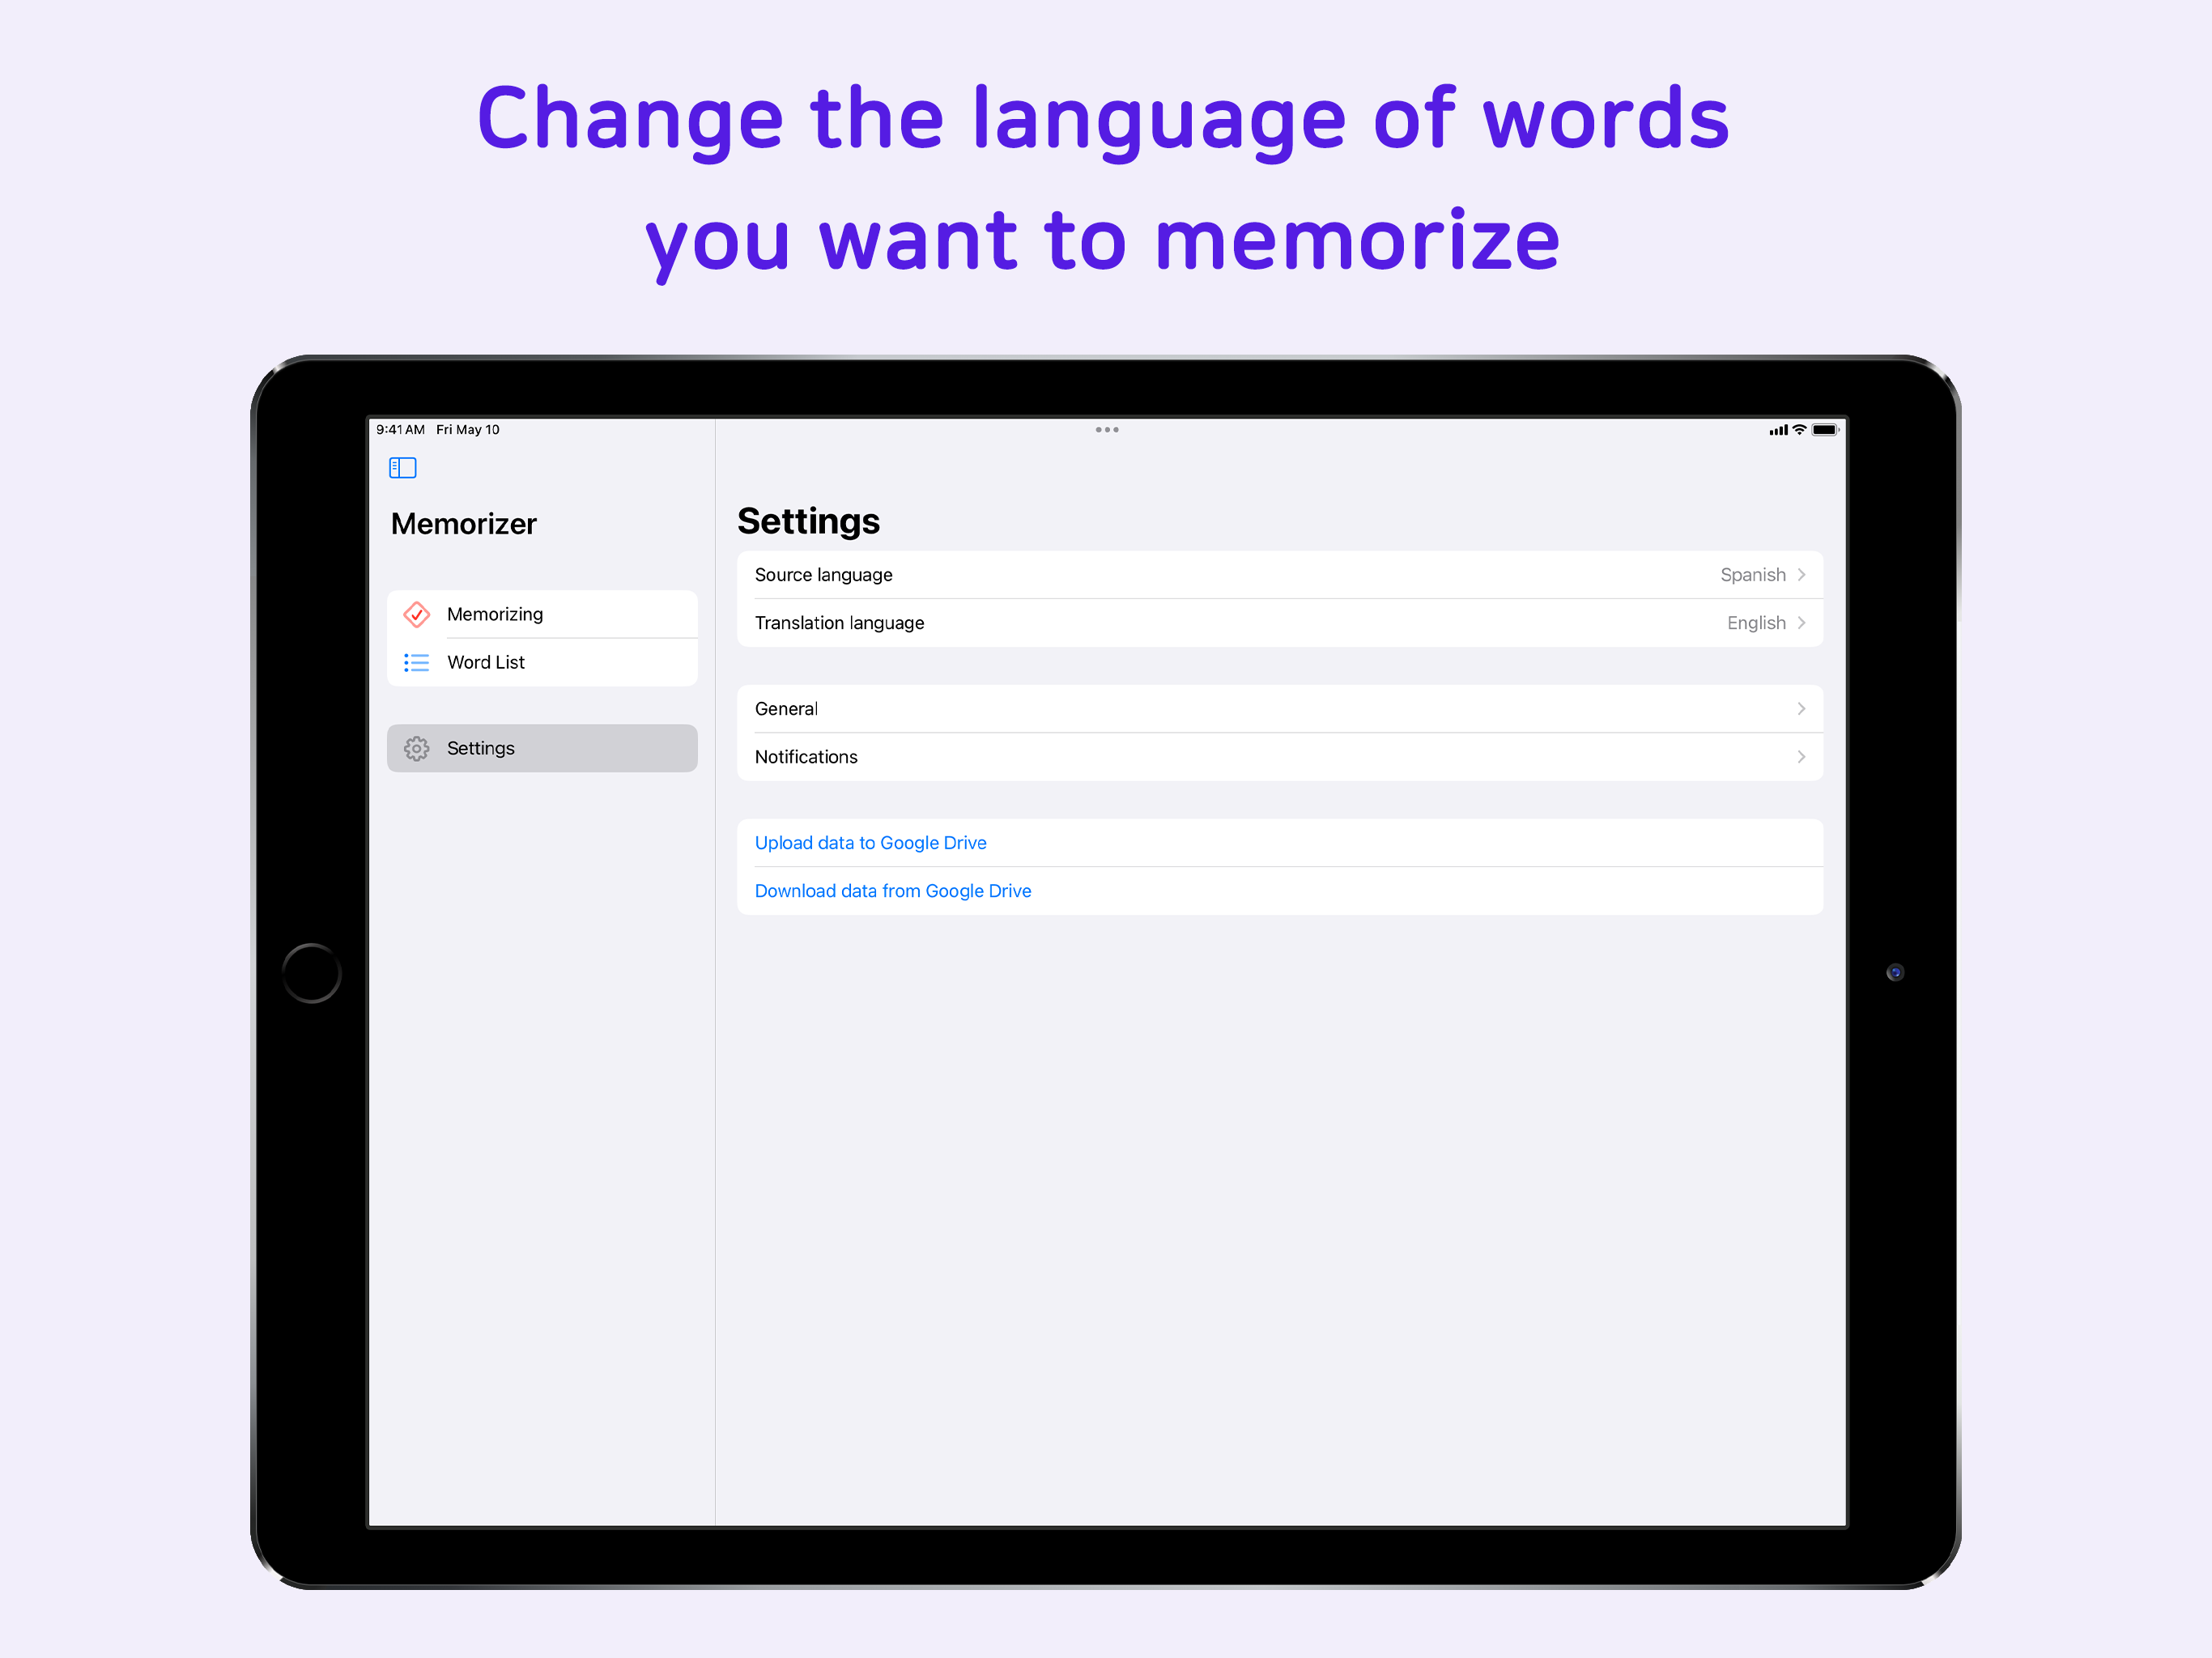 Change the language of words
you want to memorize
9:41 AM Fri May 10
Memorizer
Memorizing
Word List
Settings
Settings
Source language Spanish
Translation language English
General
Notifications
Upload data to Google Drive
Download data from Google Drive